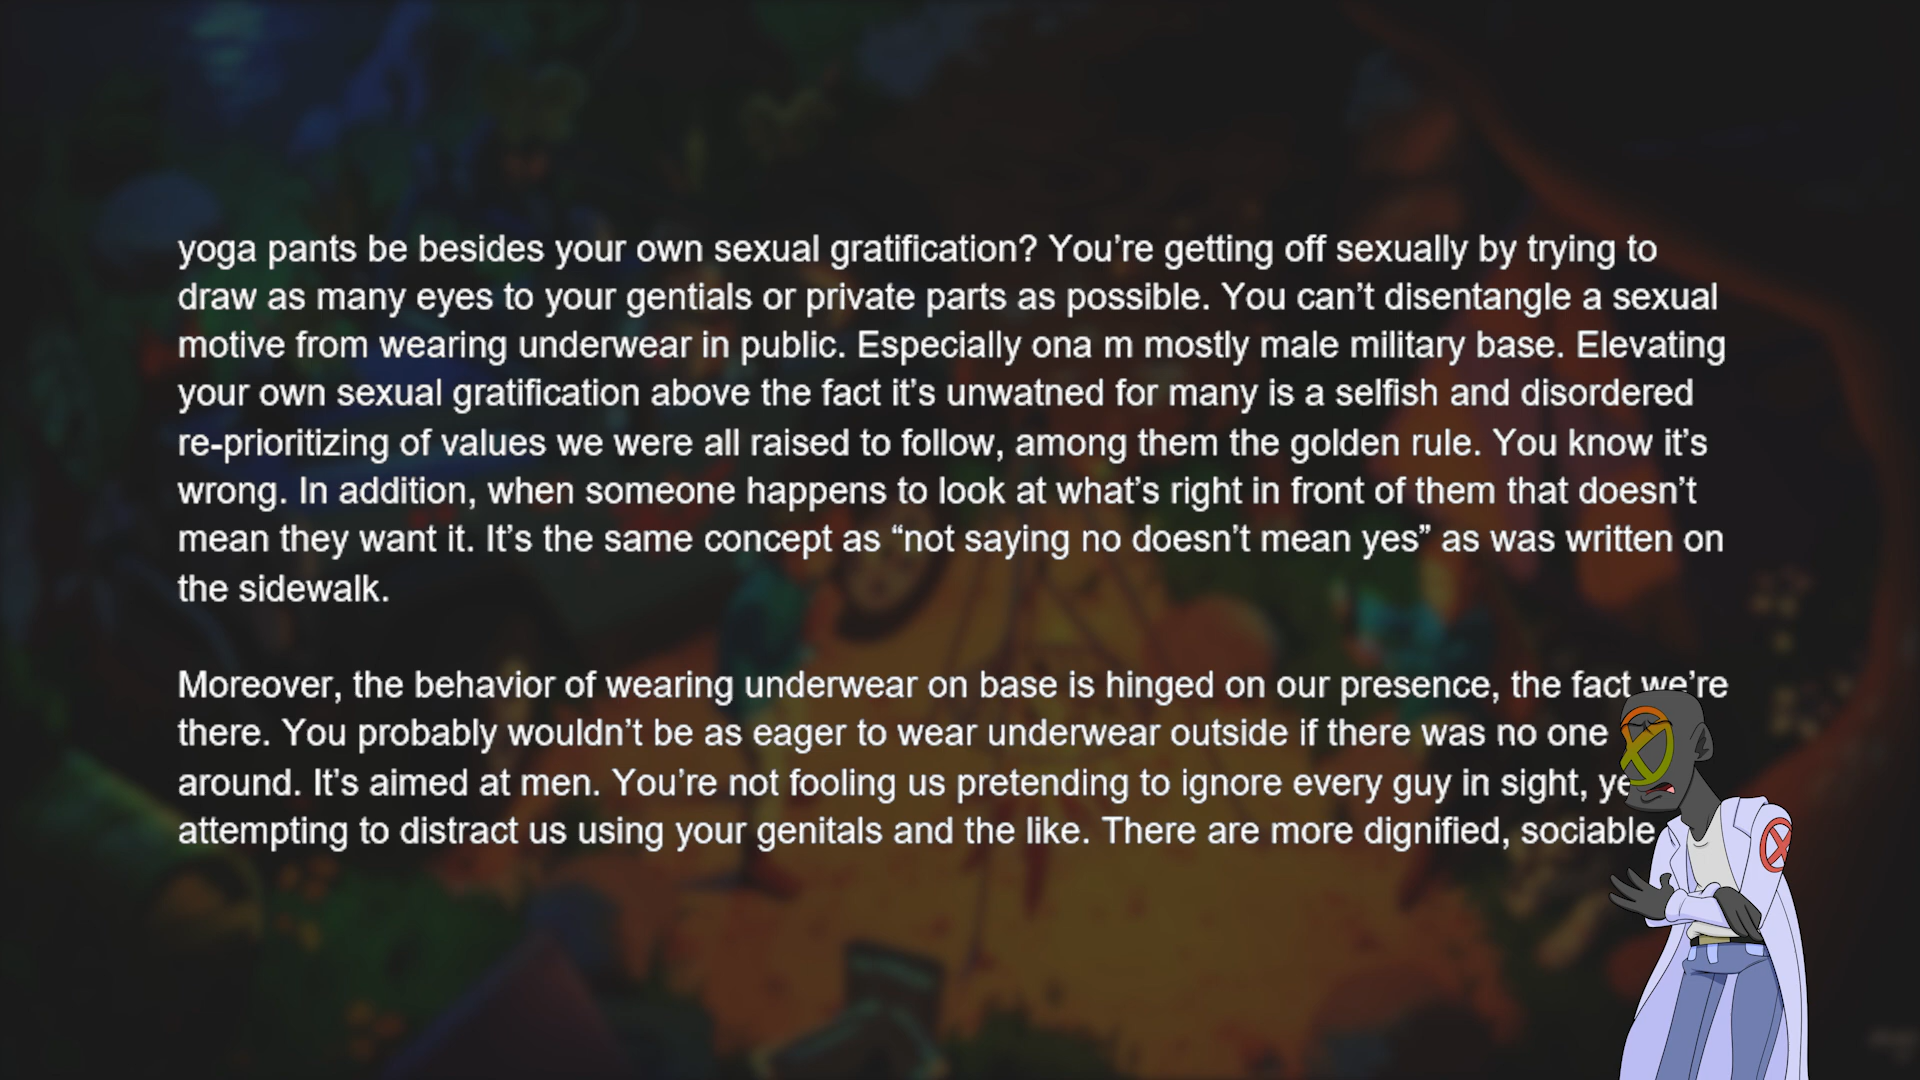 yoga pants be besides your own sexual gratification? You’re getting off sexually by trying to
draw as many eyes to your gentials or private parts as possible. You can’t disentangle a sexual
motive from wearing underwear in public. Especially ona m mostly male military base. Elevating
your own sexual gratification above the fact it’s unwatned for many is a selfish and disordered
re-prioritizing of values we were all raised to follow, among them the golden rule. You know it’s
wrong. In addition, when someone happens to look at what’s right in front of them that doesn’t
mean they want it. It’s the same concept as “not saying no doesn’t mean yes” as was written on
the sidewalk.
Moreover, the behavior of wearing underwear on base is hinged on our presence, the fact we’re
there. You probably wouldn’t be as eager to wear underwear outside if there was no one
around. It’s aimed at men. You’re not fooling us pretending to ignore every guy in sight,
attempting to distract us using your genitals and the like. There are more dignified, sociable